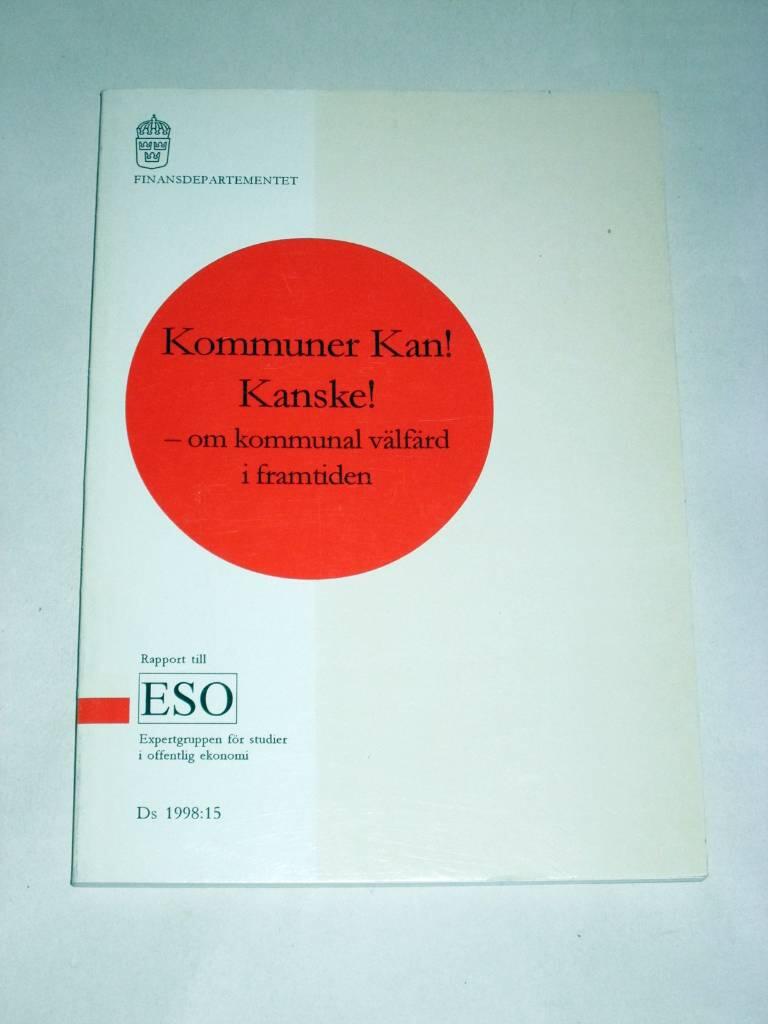 FINANSDEPARTEMENTET
Kommuner Kan!
Kanske!
– om kommunal välfärd
i framtiden
Rapport till
ESO
Expertgruppen för studier
i offentlig ekonomi
Ds 1998:15